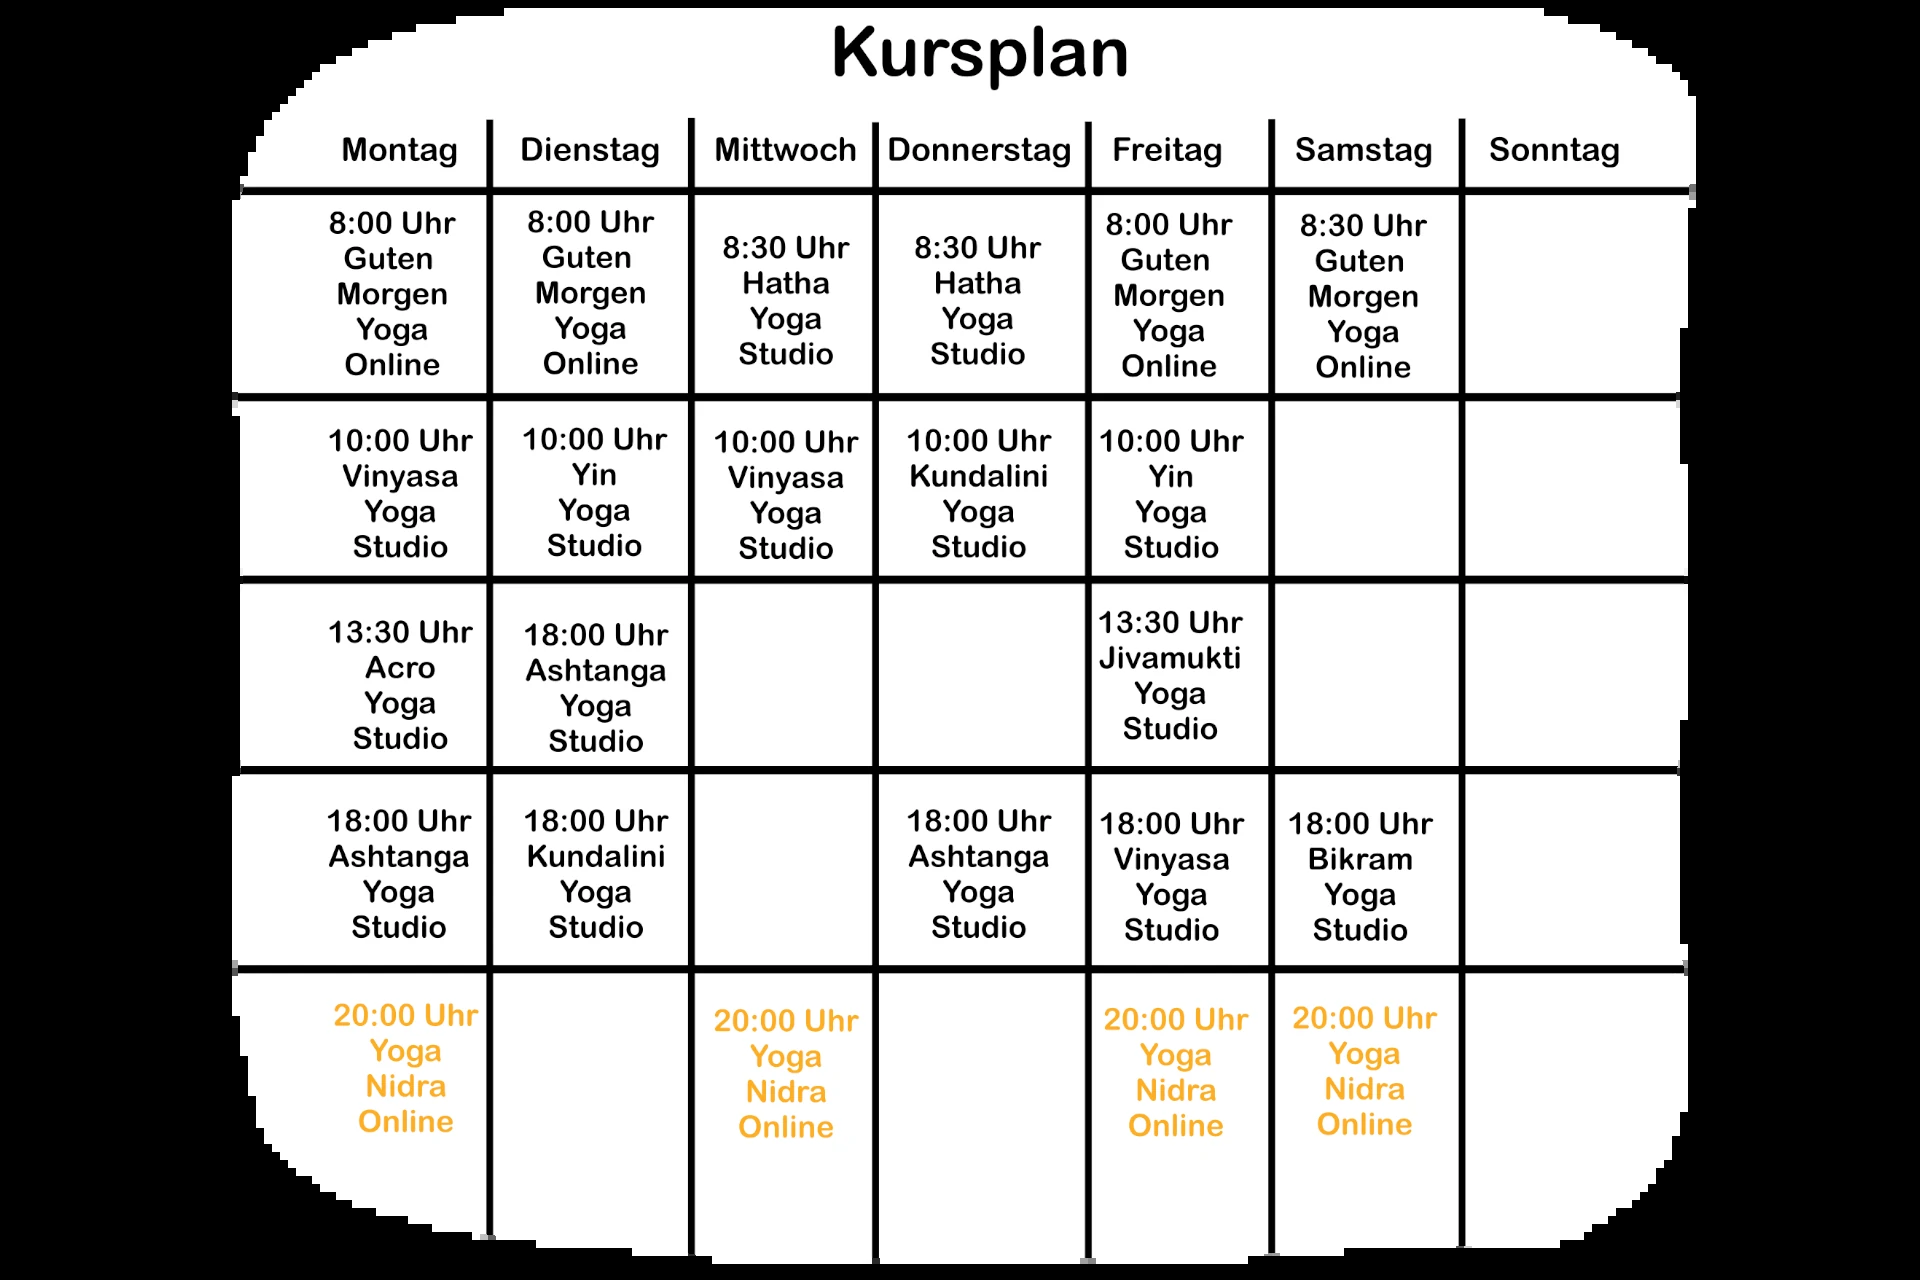 Kursplan
Montag
Dienstag
Mittwoch
Donnerstag
Freitag
Samstag
Sonntag
8:00 Uhr
Guten
Morgen
Yoga
Online
8:00 Uhr
Guten
Morgen
Yoga
Online
8:30 Uhr
Hatha
Yoga
Studio
8:30 Uhr
Hatha
Yoga
Studio
8:00 Uhr
Guten
Morgen
Yoga
Online
8:30 Uhr
Guten
Morgen
Yoga
Online
10:00 Uhr
Vinyasa
Yoga
Studio
10:00 Uhr
Yin
Yoga
Studio
10:00 Uhr
Vinyasa
Yoga
Studio
10:00 Uhr
Kundalini
Yoga
Studio
10:00 Uhr
Yin
Yoga
Studio
13:30 Uhr
Acro
Yoga
Studio
18:00 Uhr
Ashtanga
Yoga
Studio
13:30 Uhr
Jivamukti
Yoga
Studio
18:00 Uhr
Ashtanga
Yoga
Studio
18:00 Uhr
Kundalini
Yoga
Studio
18:00 Uhr
Ashtanga
Yoga
Studio
18:00 Uhr
Vinyasa
Yoga
Studio
18:00 Uhr
Bikram
Yoga
Studio
20:00 Uhr
Yoga
Nidra
Online
20:00 Uhr
Yoga
Nidra
Online
20:00 Uhr
Yoga
Nidra
Online
20:00 Uhr
Yoga
Nidra
Online